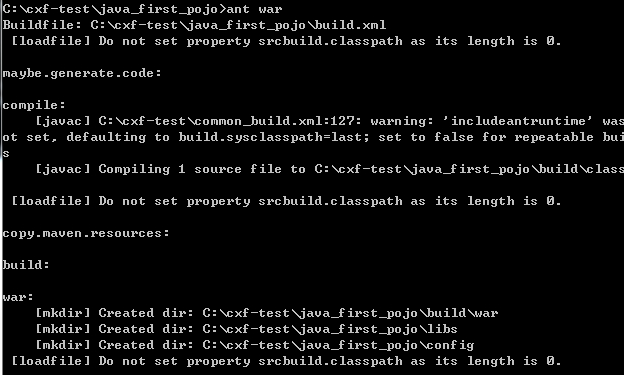 C:\cxf-test\java_first_pojo>ant war
Buildfile: C:\cxf-test\java_first_pojo\build.xml
 [loadfile] Do not set property srcbuild.classpath as its length is 0.
maybe.generate.code:
compile:
    [javac] C:\cxf-test\common_build.xml:127: warning: 'includeantruntime' was
ot set, defaulting to build.sysclasspath=last; set to false for repeatable bui
s
    [javac] Compiling 1 source file to C:\cxf-test\java_first_pojo\build\class
 [loadfile] Do not set property srcbuild.classpath as its length is 0.
copy.maven.resources:
build:
war:
    [mkdir] Created dir: C:\cxf-test\java_first_pojo\build\war
    [mkdir] Created dir: C:\cxf-test\java_first_pojo\libs
    [mkdir] Created dir: C:\cxf-test\java_first_pojo\config
 [loadfile] Do not set property srcbuild.classpath as its length is 0.